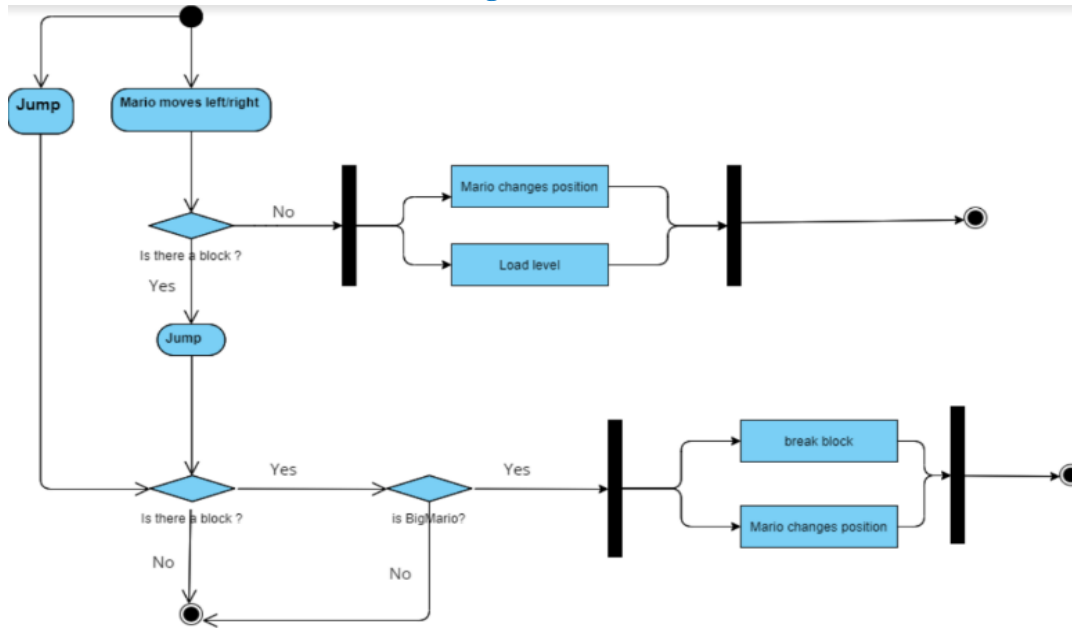 Jump
Mario moves left/right
Mario changes position
No
Is there a block ?
Load level
Yes
Jump
break block
Yes
Yes
Is there a block ?
is BigMario?
Mario changes position
No
No